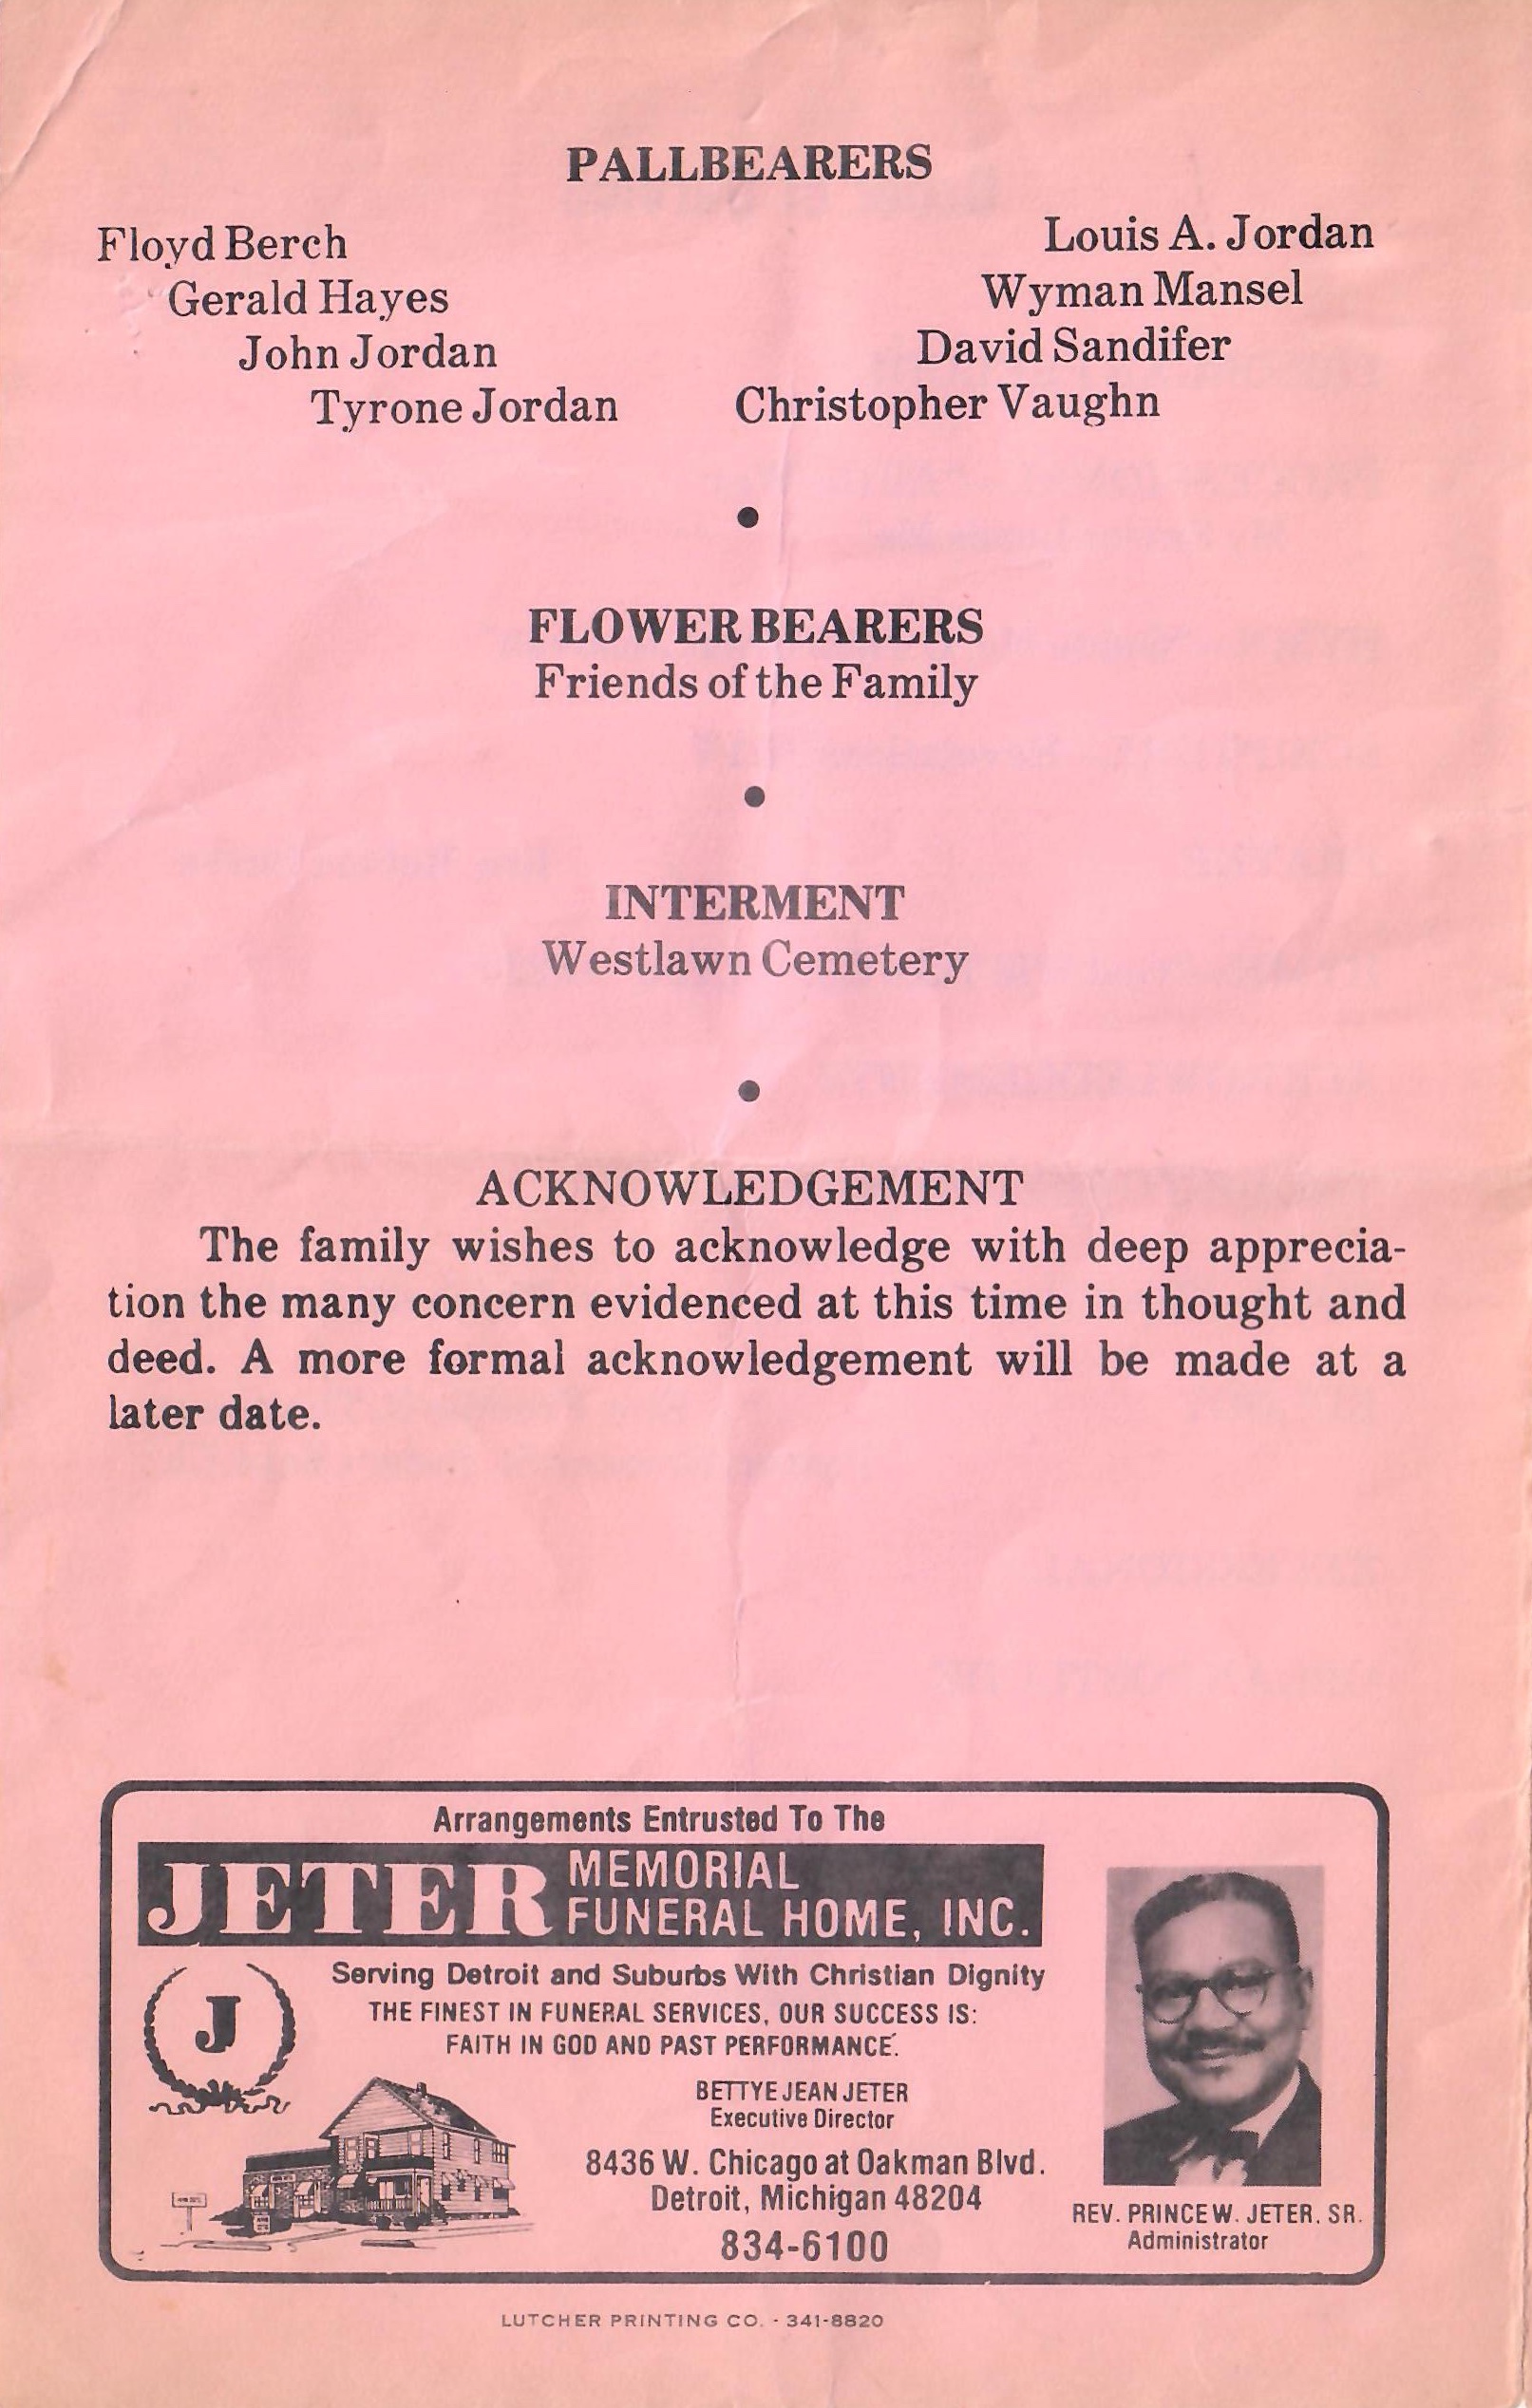 PALLBEARERS
Floyd Berch
Gerald Hayes
John Jordan
Tyrone Jordan
Louis A. Jordan
Wyman Mansel
David Sandifer
Christopher Vaughn
•
FLOWER BEARERS
Friends of the Family
•
INTERMENT
Westlawn Cemetery
•
ACKNOWLEDGEMENT
The family wishes to acknowledge with deep apprecia-
tion the many concern evidenced at this time in thought and
deed. A more formal acknowledgement will be made at a
later date.
Arrangements Entrusted To The
JETER MEMORIAL
FUNERAL HOME, INC.
Serving Detroit and Suburbs With Christian Dignity
THE FINEST IN FUNERAL SERVICES, OUR SUCCESS IS:
FAITH IN GOD AND PAST PERFORMANCE.
J
BETTYE JEAN JETER
Executive Director
8436 W. Chicago at Oakman Blvd.
Detroit, Michigan 48204
834-6100
REV. PRINCE W. JETER, SR.
Administrator
LUTCHER PRINTING CO. - 341-8820